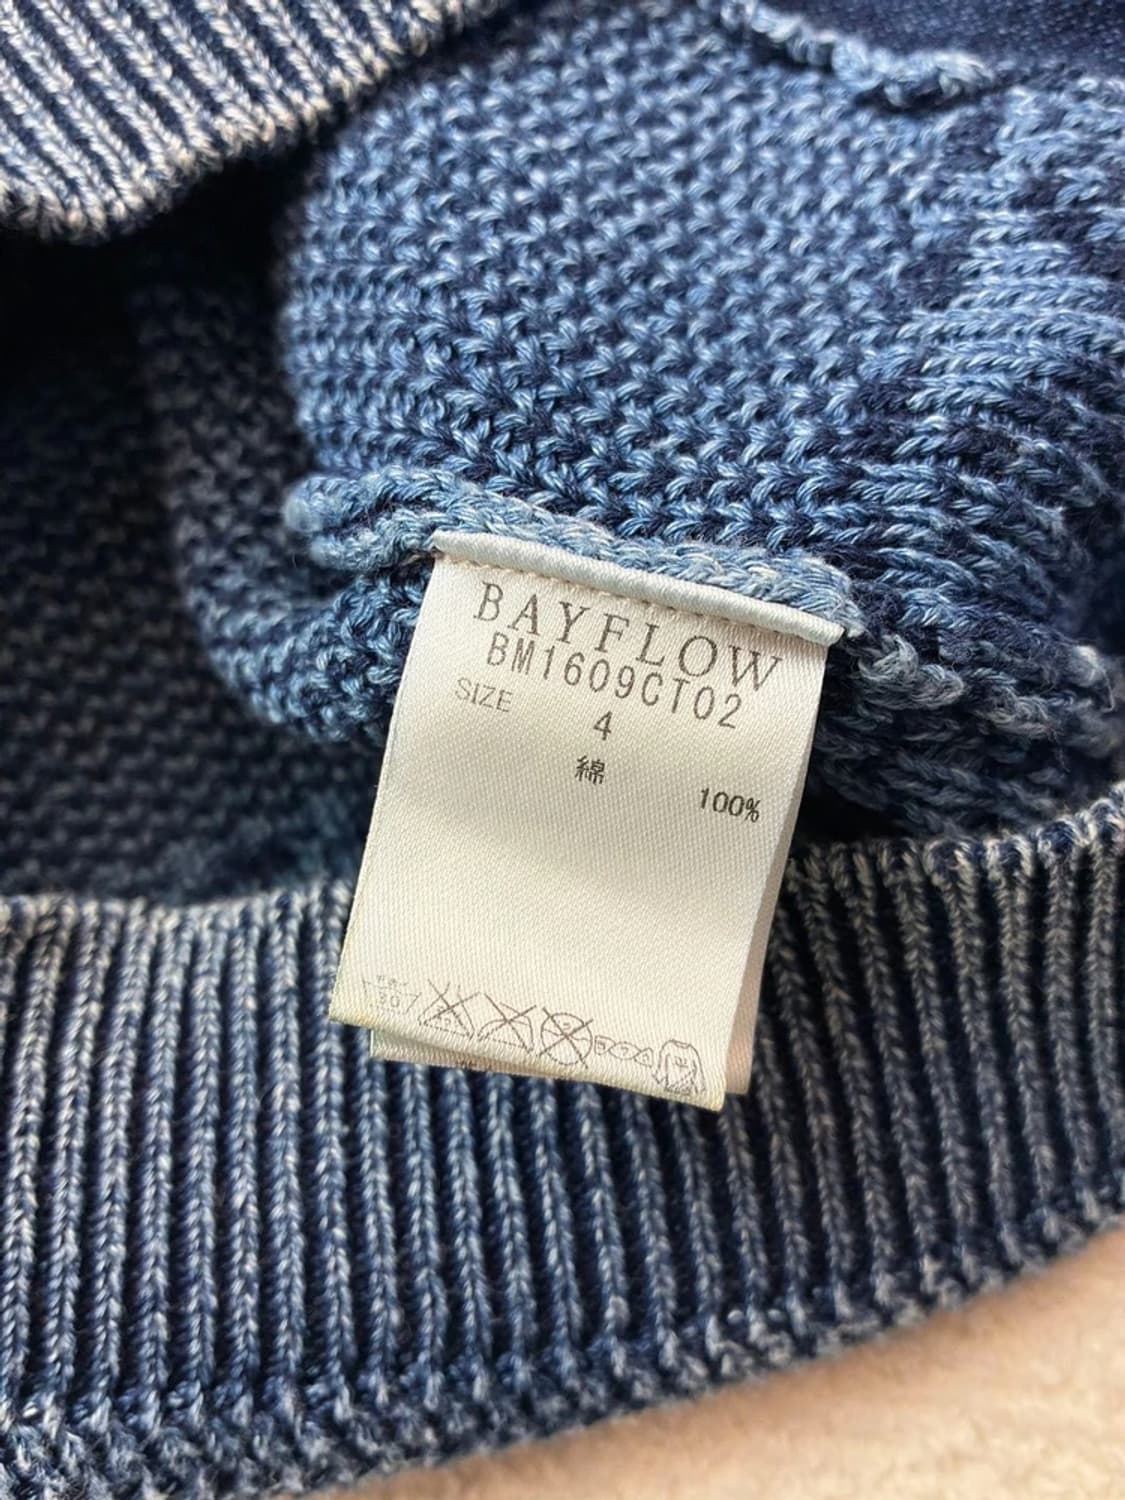 BAYFLOW
BM1609CT02
SIZE
4
綿
100%